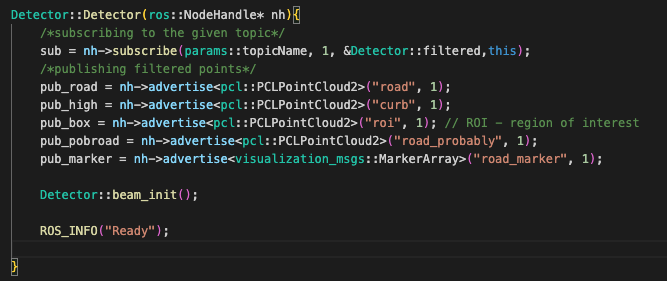 Detector::Detector(ros::NodeHandle* nh){
/*subscribing to the given topic*/
sub = nh->subscribe(params::topicName, 1, &Detector::filtered,this);
/*publishing filtered points*/
pub_road = nh->advertise<pcl::PCLPointCloud2>("road", 1);
pub_high = nh->advertise<pcl::PCLPointCloud2>("curb", 1);
pub_box = nh->advertise<pcl::PCLPointCloud2>("roi", 1); // ROI - region of interest
pub_pobroad = nh->advertise<pcl::PCLPointCloud2>("road_probably", 1);
pub_marker = nh->advertise<visualization_msgs::MarkerArray>("road_marker", 1);
Detector::beam_init();
ROS_INFO("Ready");
}